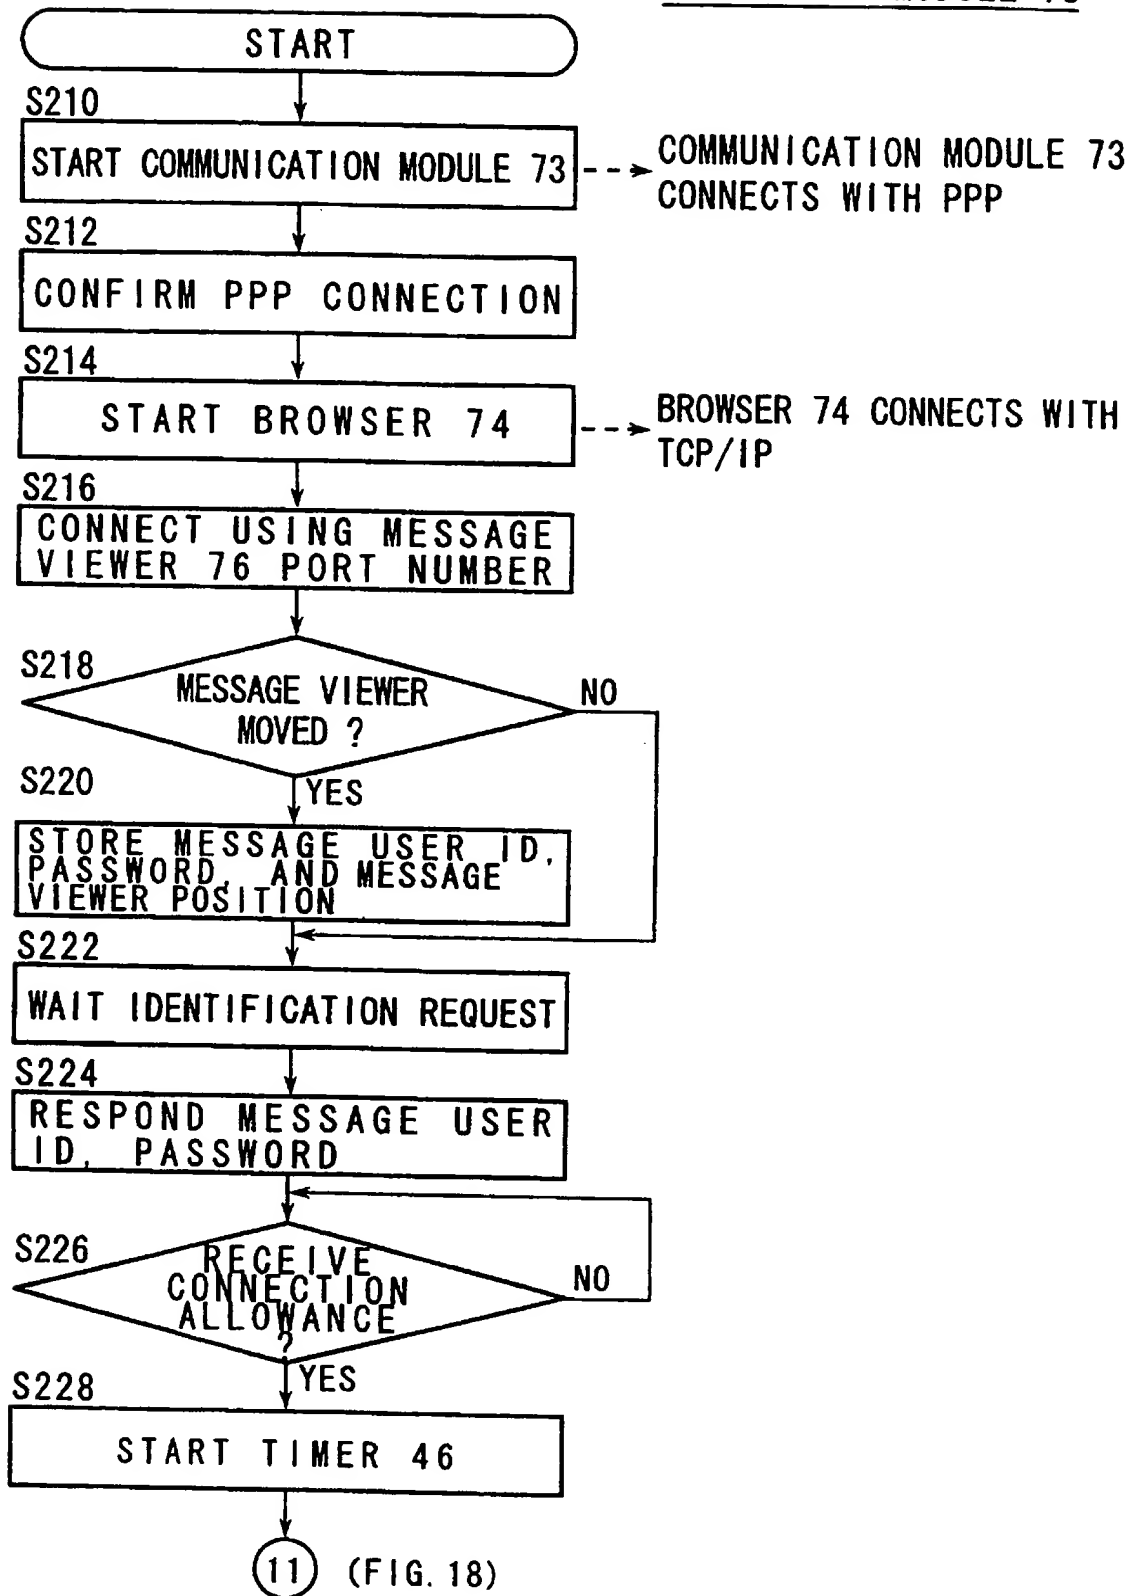 START
S210
START COMMUNICATION MODULE 73
COMMUNICATION MODULE 73
CONNECTS WITH PPP
S212
CONFIRM PPP CONNECTION
S214
START BROWSER 74
BROWSER 74 CONNECTS WITH
TCP/IP
S216
CONNECT USING MESSAGE
VIEWER 76 PORT NUMBER
S218
MESSAGE VIEWER
MOVED ?
NO
YES
S220
STORE MESSAGE USER ID,
PASSWORD, AND MESSAGE
VIEWER POSITION
S222
WAIT IDENTIFICATION REQUEST
S224
RESPOND MESSAGE USER
ID, PASSWORD
S226
RECEIVE
CONNECTION
ALLOWANCE
?
NO
YES
S228
START TIMER 46
11 (FIG. 18)